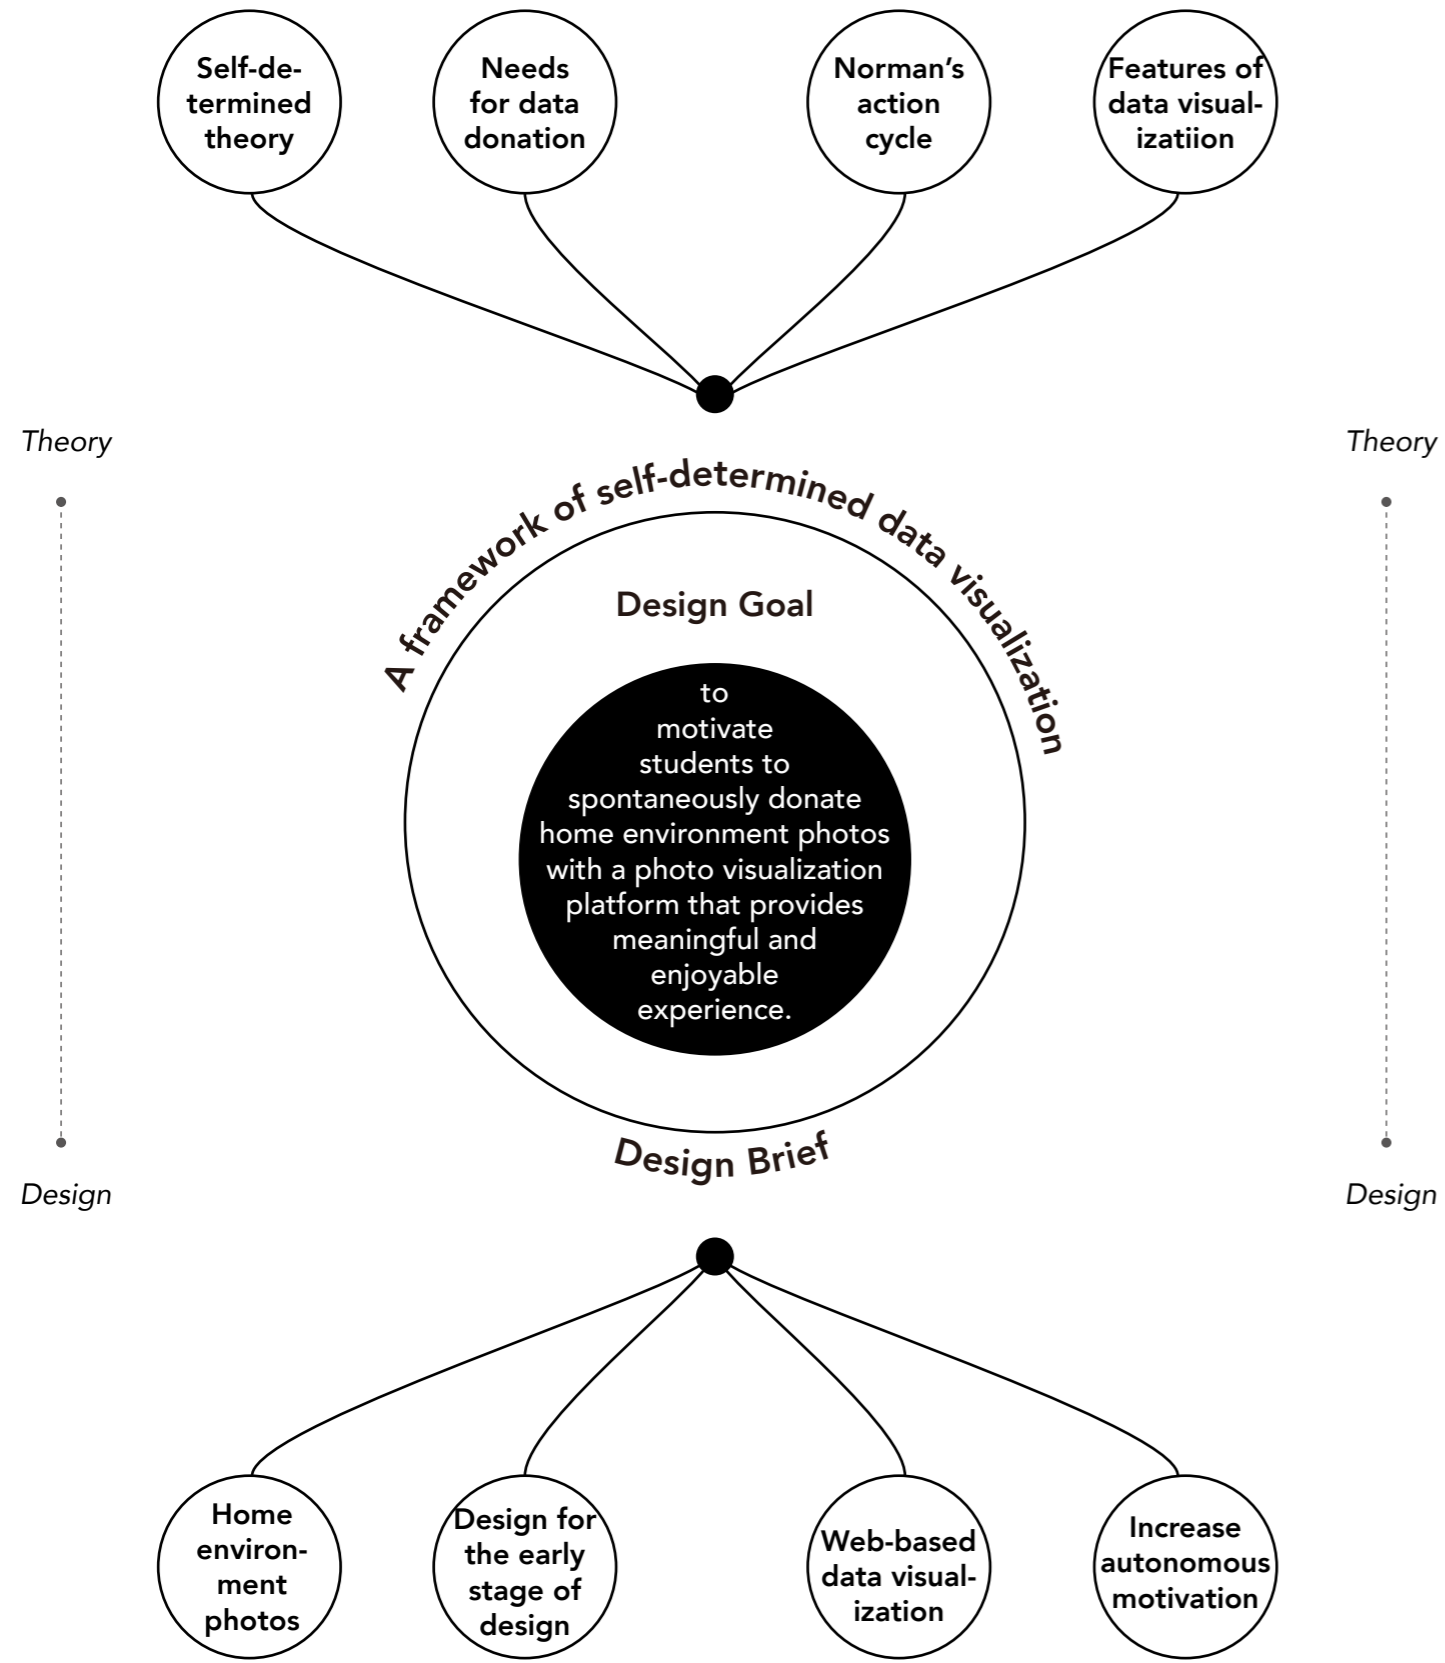 Self-de-
termined
theory
Needs
for data
donation
Norman's
action
cycle
Features of
data visual-
izatiion
Theory
Theory
A framework of self-determined data visualization
Design Goal
to
motivate
students to
spontaneously donate
home environment photos
with a photo visualization
platform that provides
meaningful and
enjoyable
experience.
Design Brief
Design
Design
Home
environ-
ment
photos
Design for
the early
stage of
design
Web-based
data visual-
ization
Increase
autonomous
motivation